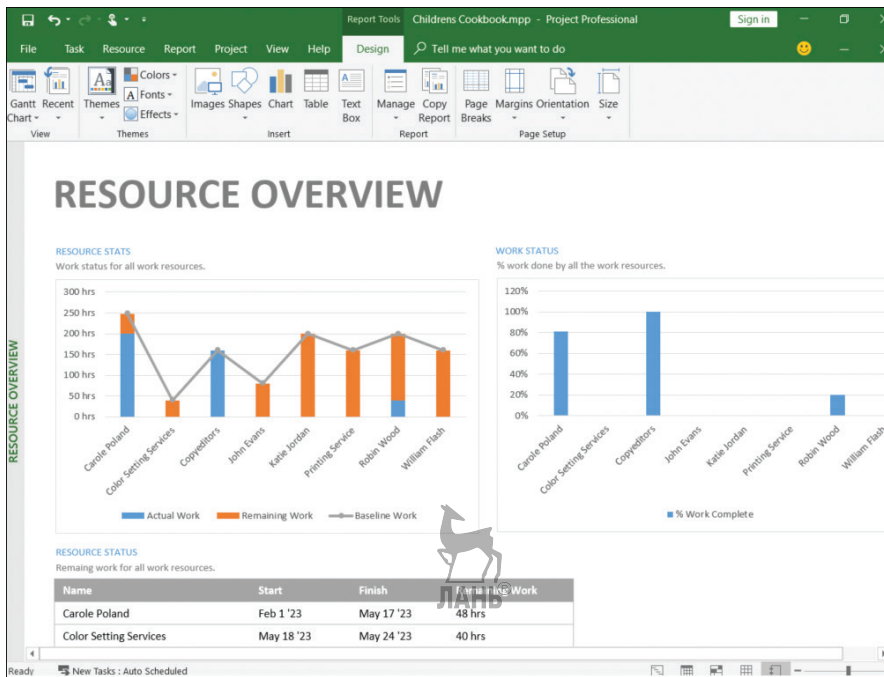 Report Tools Childrens Cookbook.mpp - Project Professional Sign in
File Task Resource Report Project View Help Design Tell me what you want to do
Gantt Chart Recent Themes Colors Fonts Effects Images Shapes Chart Table Text Box Manage Copy Report Page Breaks Margins Orientation Size
View Themes Insert Report Page Setup
RESOURCE OVERVIEW
RESOURCE OVERVIEW
RESOURCE STATS
Work status for all work resources.
300 hrs
250 hrs
200 hrs
150 hrs
100 hrs
50 hrs
0 hrs
Carole Poland
Color Setting Services
Copyeditors
John Evans
Katie Jordan
Printing Service
Robin Wood
William Flash
Actual Work Remaining Work Baseline Work
WORK STATUS
% work done by all the work resources.
120%
100%
80%
60%
40%
20%
0%
Carole Poland
Color Setting Services
Copyeditors
John Evans
Katie Jordan
Printing Service
Robin Wood
William Flash
% Work Complete
RESOURCE STATUS
Remaing work for all work resources.
Name Start Finish Remaining Work
Carole Poland Feb 1 '23 May 17 '23 48 hrs
Color Setting Services May 18 '23 May 24 '23 40 hrs
ЛАНЬ®
Ready New Tasks : Auto Scheduled